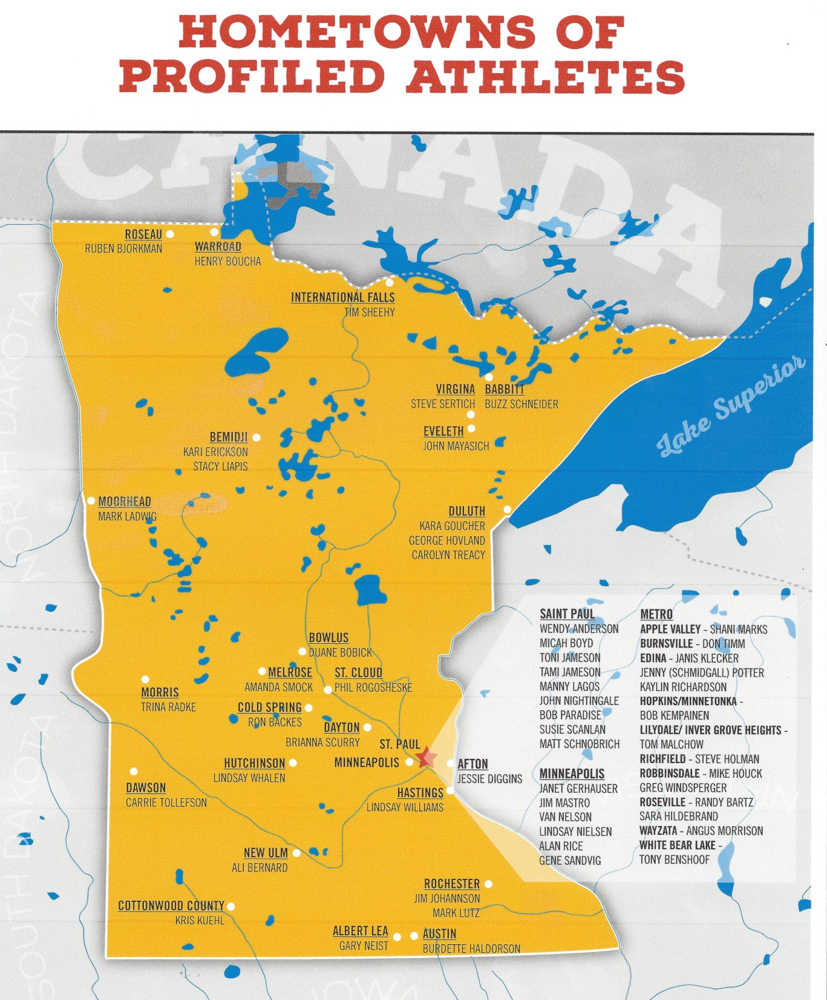 HOMETOWNS OF
PROFILED ATHLETES
CANADA
ROSEAU
RUBEN BJORKMAN
WARROAD
HENRY BOUCHA
INTERNATIONAL FALLS
TIM SHEEHY
NORTH DAKOTA
Lake Superior
VIRGINA
STEVE SERTICH
BABBITT
BUZZ SCHNEIDER
EVELETH
JOHN MAYASICH
BEMIDJI
KARI ERICKSON
STACY LIAPIS
MOORHEAD
MARK LADWIG
DULUTH
KARA GOUCHER
GEORGE HOVLAND
CAROLYN TREACY
BOWLUS
DUANE BOBICK
MELROSE
AMANDA SMOCK
ST. CLOUD
PHIL ROGOSHESKE
MORRIS
TRINA RADKE
COLD SPRING
RON BACKES
DAYTON
BRIANNA SCURRY
ST. PAUL
MINNEAPOLIS
HUTCHINSON
LINDSAY WHALEN
AFTON
JESSIE DIGGINS
DAWSON
CARRIE TOLLEFSON
HASTINGS
LINDSAY WILLIAMS
SOUTH DAKOTA
NEW ULM
ALI BERNARD
ROCHESTER
JIM JOHANNSON
MARK LUTZ
COTTONWOOD COUNTY
KRIS KUEHL
ALBERT LEA
GARY NEIST
AUSTIN
BURDETTE HALDORSON
IOWA
SAINT PAUL
WENDY ANDERSON
MICAH BOYD
TONI JAMESON
TAMI JAMESON
MANNY LAGOS
JOHN NIGHTINGALE
BOB PARADISE
SUSIE SCANLAN
MATT SCHNOBRICH
MINNEAPOLIS
JANET GERHAUSER
JIM MASTRO
VAN NELSON
LINDSAY NIELSEN
ALAN RICE
GENE SANDVIG
METRO
APPLE VALLEY - SHANI MARKS
BURNSVILLE - DON TIMM
EDINA - JANIS KLECKER
JENNY (SCHMIDGALL) POTTER
KAYLIN RICHARDSON
HOPKINS/MINNETONKA -
BOB KEMPAINEN
LILYDALE/ INVER GROVE HEIGHTS -
TOM MALCHOW
RICHFIELD - STEVE HOLMAN
ROBBINSDALE - MIKE HOUCK
GREG WINDSPERGER
ROSEVILLE - RANDY BARTZ
SARA HILDEBRAND
WAYZATA - ANGUS MORRISON
WHITE BEAR LAKE -
TONY BENSHOOF